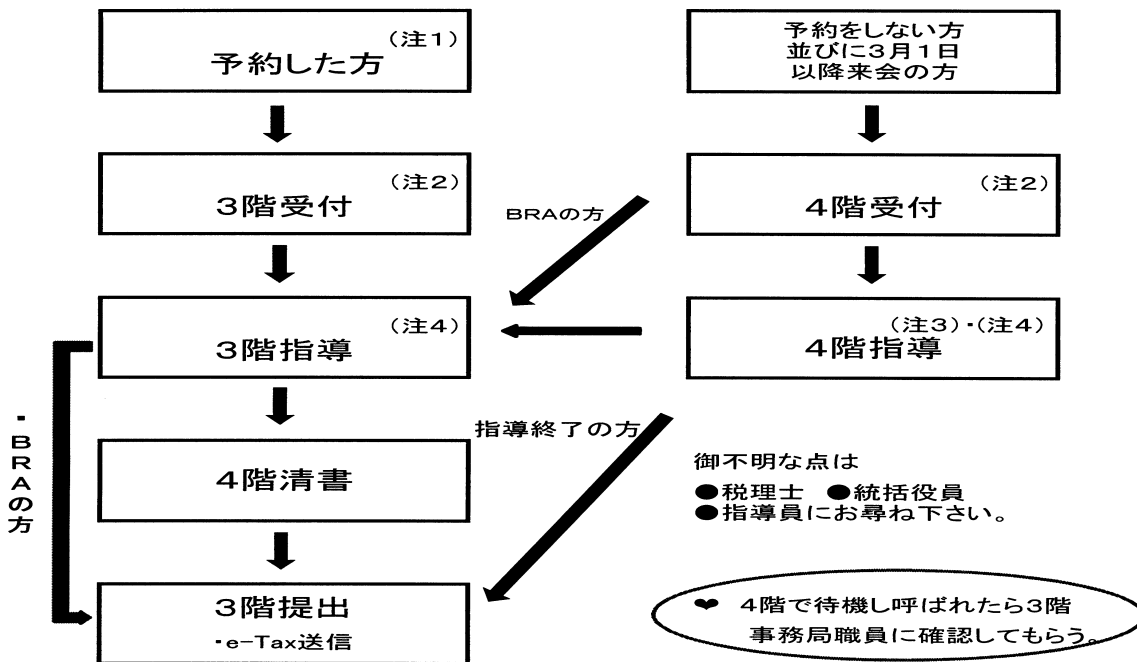 (注1)
予約した方
予約をしない方
並びに3月1日
以降来会の方
(注2)
3階受付
BRAの方
(注2)
4階受付
(注4)
3階指導
(注3)・(注4)
4階指導
・BRAの方
4階清書
指導終了の方
御不明な点は
●税理士 ●統括役員
●指導員にお尋ね下さい。
3階提出
・e-Tax送信
❤ 4階で待機し呼ばれたら3階
事務局職員に確認してもらう。